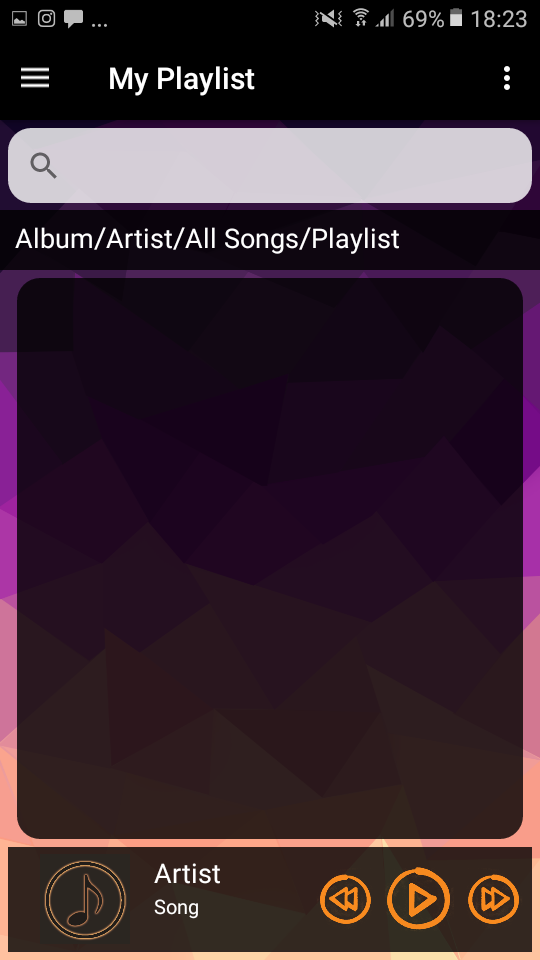 ... 69% 18:23
My Playlist
Album/Artist/All Songs/Playlist
Artist
Song